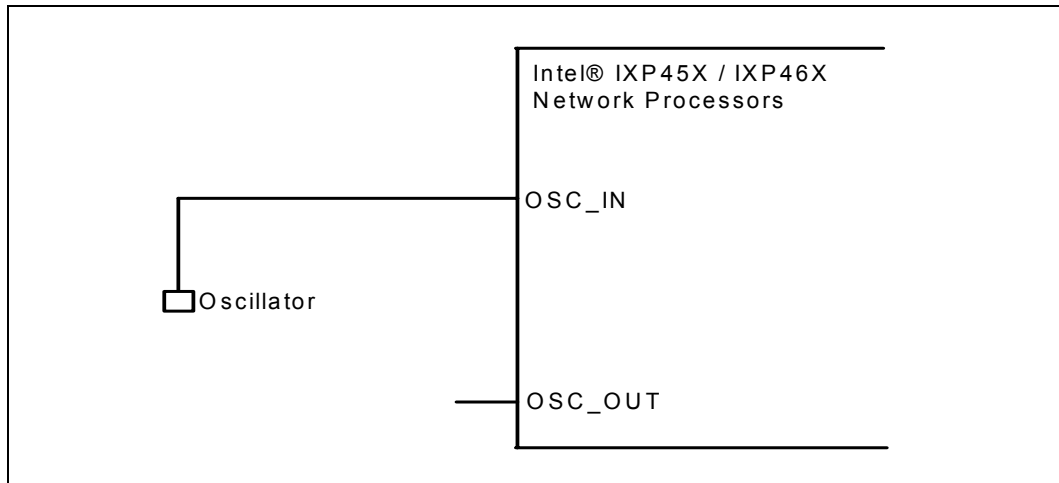 Intel® IXP45X / IXP46X
Network Processors
OSC_IN
Oscillator
OSC_OUT